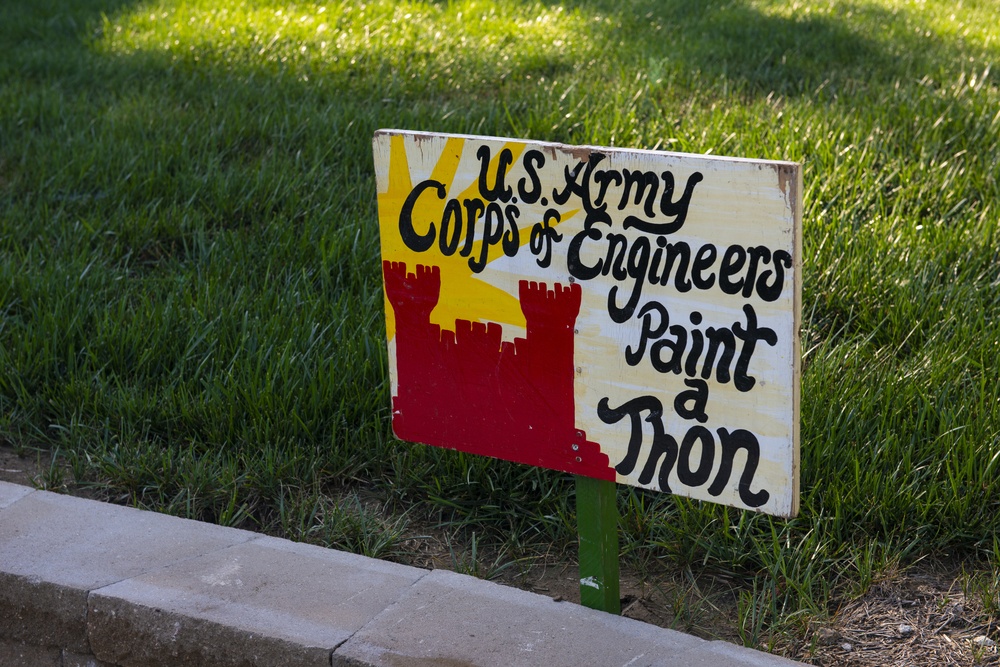 U.S. Army
Corps of Engineers
Paint
a
Thon